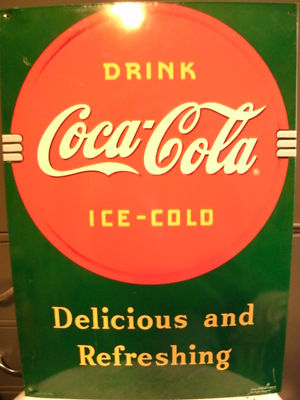 DRINK
Coca-Cola
ICE-COLD
Delicious and
Refreshing